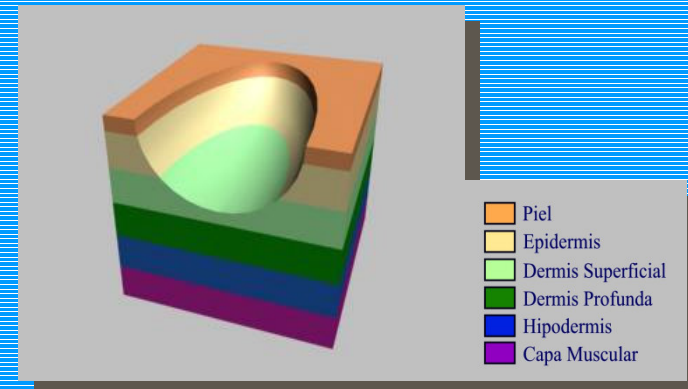 Piel
Epidermis
Dermis Superficial
Dermis Profunda
Hipodermis
Capa Muscular